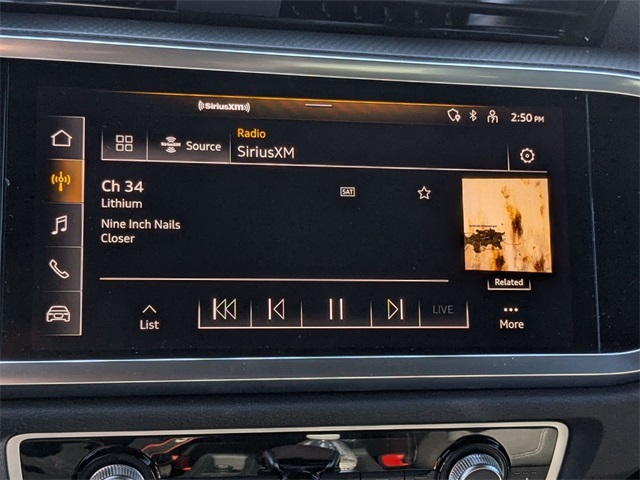 ((SiriusXM))
2:50 PM
Radio
SiriusXM
Source
SiriusXM
Ch 34
SAT
Lithium
Nine Inch Nails
Closer
Related
List
LIVE
More